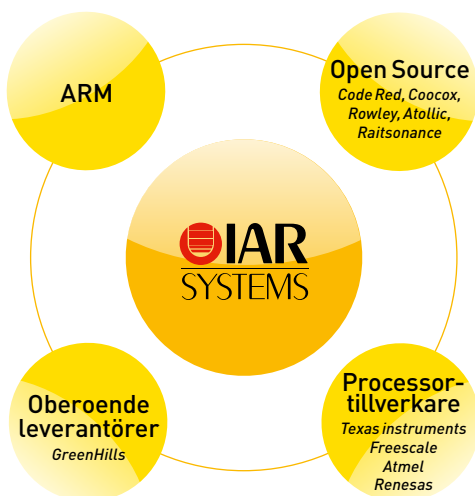 ARM
Open Source
Code Red, Coocox,
Rowley, Atollic,
Raitsonance
IAR
SYSTEMS
Oberoende
leverantörer
GreenHills
Processor-
tillverkare
Texas instruments
Freescale
Atmel
Renesas